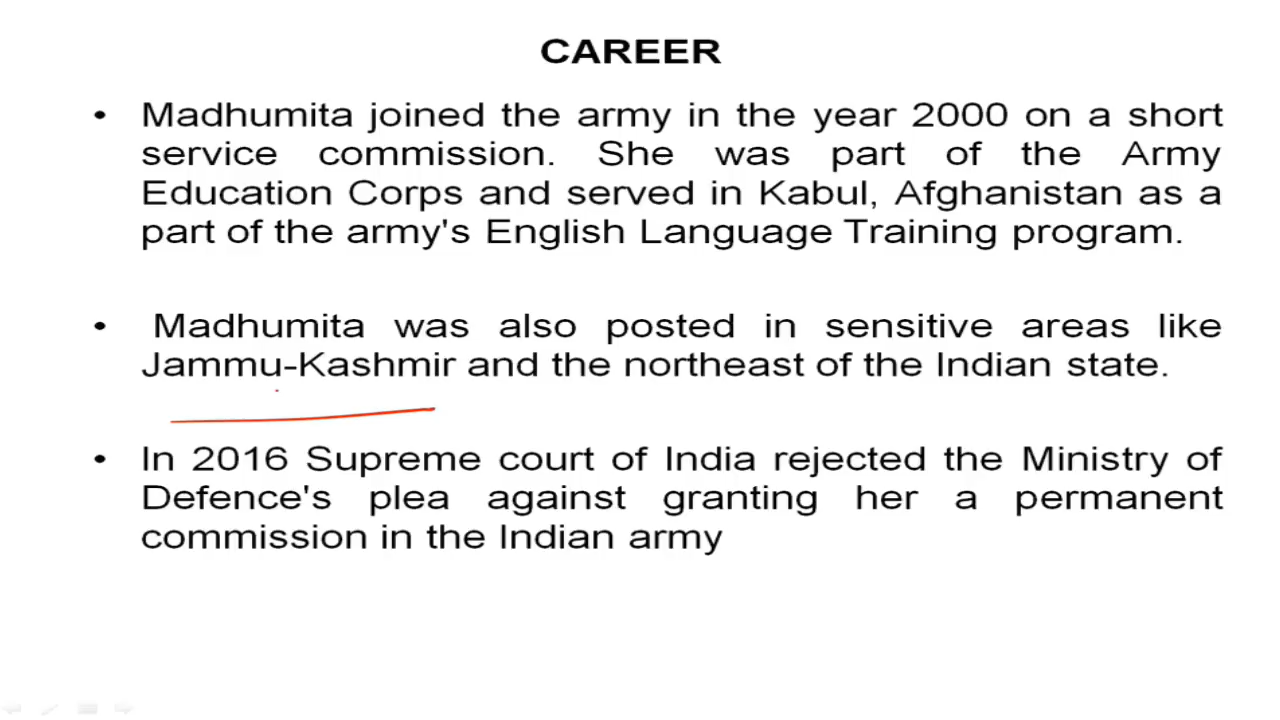 CAREER
• Madhumita joined the army in the year 2000 on a short
service commission. She was part of the Army
Education Corps and served in Kabul, Afghanistan as a
part of the army's English Language Training program.
• Madhumita was also posted in sensitive areas like
Jammu-Kashmir and the northeast of the Indian state.
• In 2016 Supreme court of India rejected the Ministry of
Defence's plea against granting her a permanent
commission in the Indian army